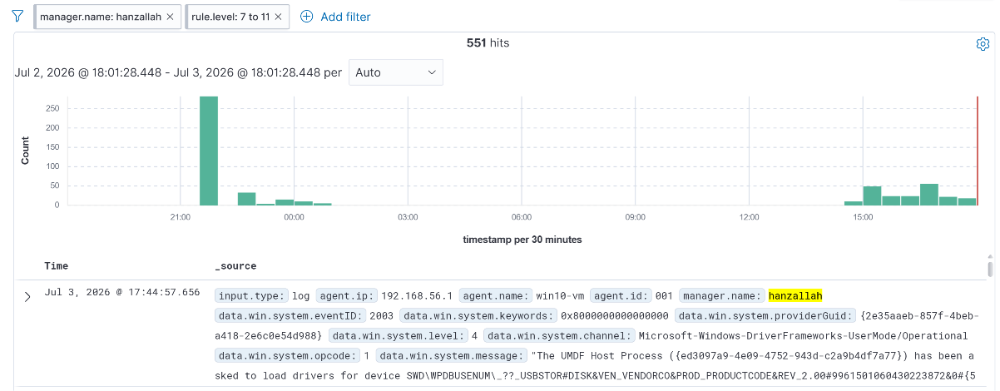 manager.name: hanzallah × rule.level: 7 to 11 × Add filter
551 hits
Jul 2, 2026 @ 18:01:28.448 - Jul 3, 2026 @ 18:01:28.448 per Auto
Count
250
200
150
100
50
0
21:00 00:00 03:00 06:00 09:00 12:00 15:00
timestamp per 30 minutes
Time _source
Jul 3, 2026 @ 17:44:57.656 input.type: log agent.ip: 192.168.56.1 agent.name: win10-vm agent.id: 001 manager.name: hanzallah
data.win.system.eventID: 2003 data.win.system.keywords: 0x8000000000000000 data.win.system.providerGuid: {2e35aaeb-857f-4beb-
a418-2e6c0e54d988} data.win.system.level: 4 data.win.system.channel: Microsoft-Windows-DriverFrameworks-UserMode/Operational
data.win.system.opcode: 1 data.win.system.message: "The UMDF Host Process ({ed3097a9-4e09-4752-943d-c2a9b4df7a77}) has been a
sked to load drivers for device SWD\WPDBUSENUM\_??_USBSTOR#DISK&VEN_VENDORCO&PROD_PRODUCTCODE&REV_2.00#9961501060430223872&0#{5